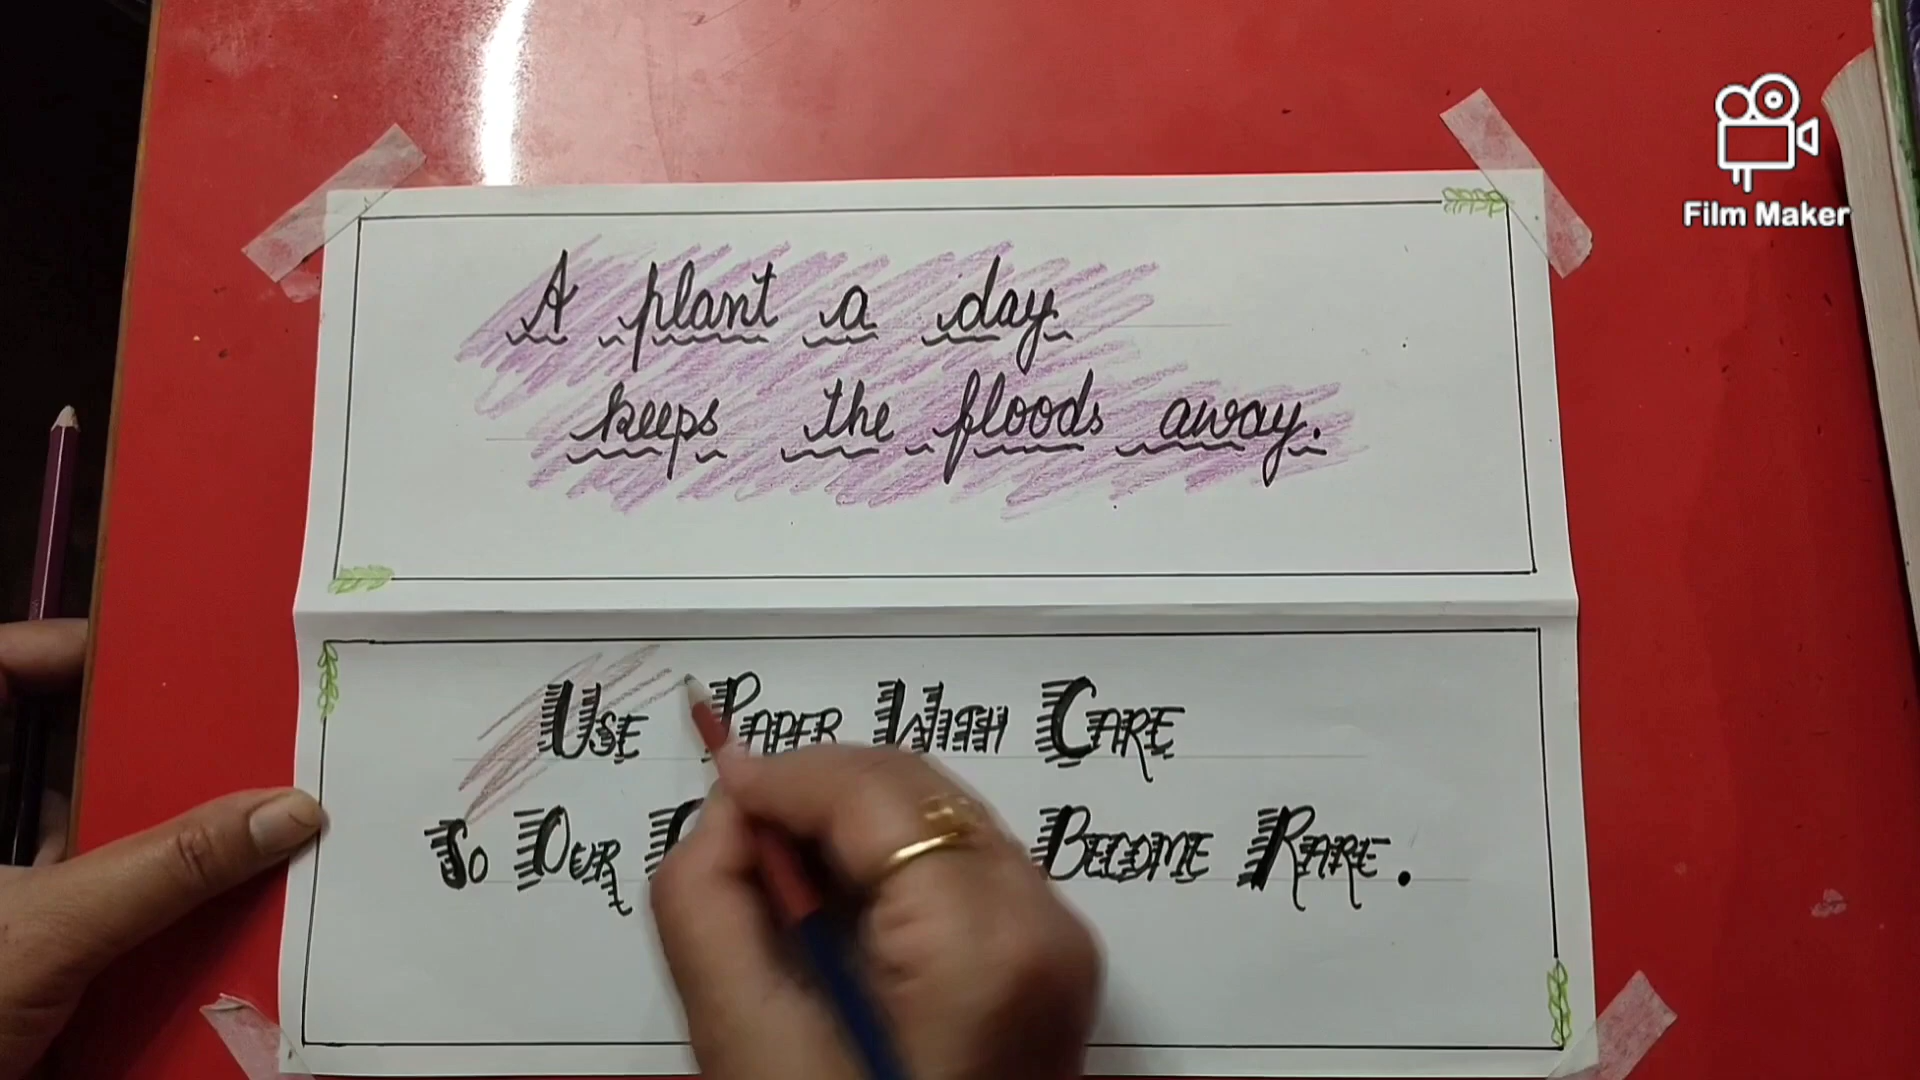 Film Maker
A plant a day
keeps the floods away.
USE PAPER WITH CARE
SO OUR BECOME RARE.